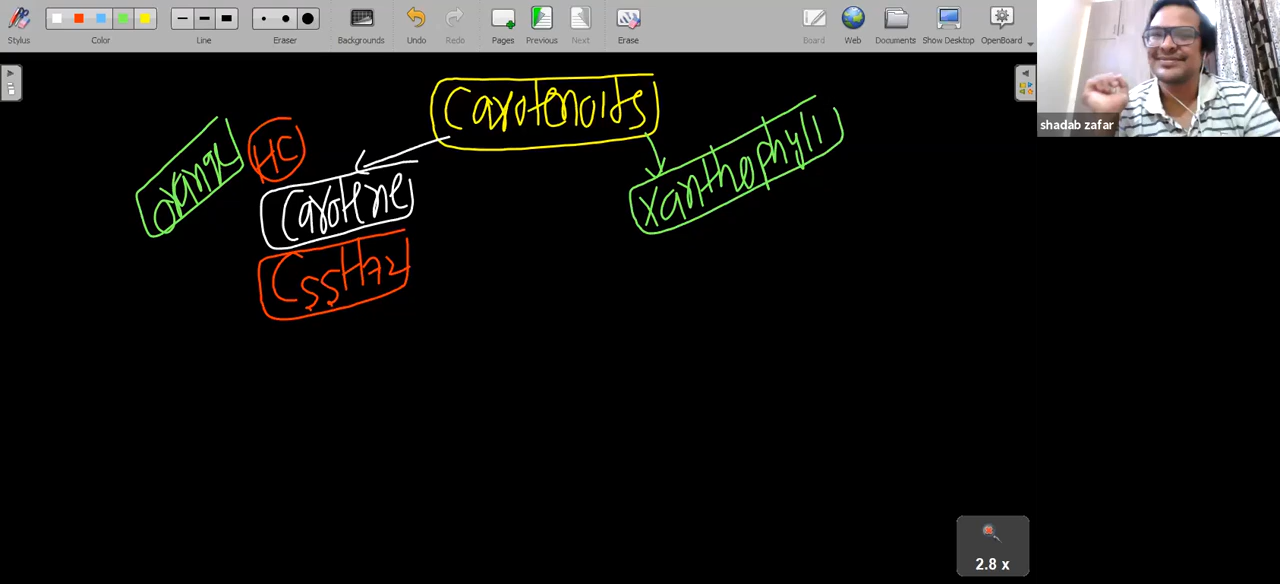 Stylus
Color
Line
Eraser
Backgrounds
Undo
Redo
Pages
Previous
Next
Erase
Board
Web
Documents
Show Desktop
OpenBoard
shadab zafar
Carotenoids
orange
HC
Carotene
Xanthophyll
C55H72
2.8 x